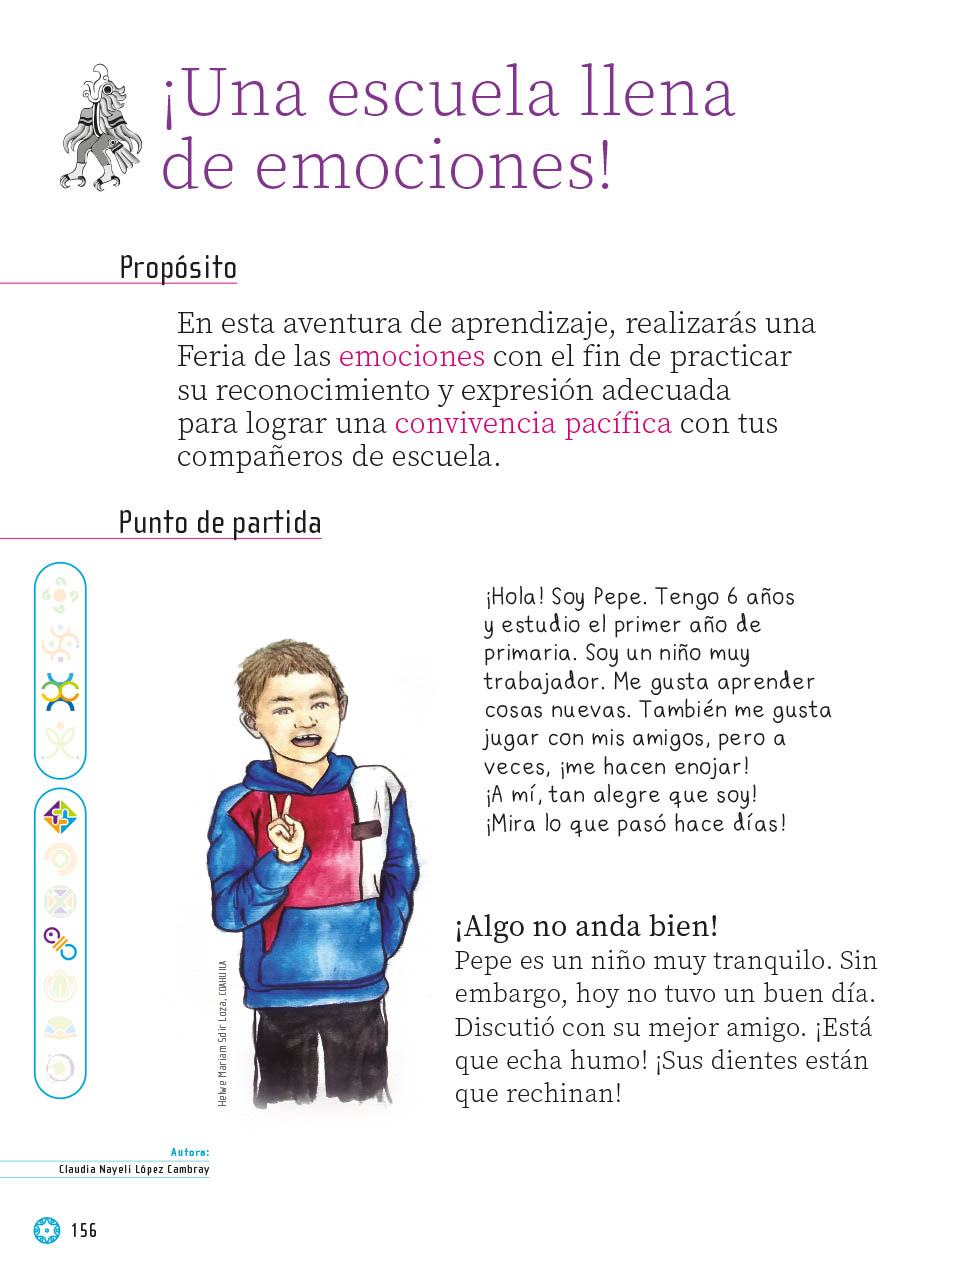 ¡Una escuela llena
de emociones!
Propósito
En esta aventura de aprendizaje, realizarás una
Feria de las emociones con el fin de practicar
su reconocimiento y expresión adecuada
para lograr una convivencia pacífica con tus
compañeros de escuela.
Punto de partida
¡Hola! Soy Pepe. Tengo 6 años
y estudio el primer año de
primaria. Soy un niño muy
trabajador. Me gusta aprender
cosas nuevas. También me gusta
jugar con mis amigos, pero a
veces, ¡me hacen enojar!
¡A mí, tan alegre que soy!
¡Mira lo que pasó hace días!
¡Algo no anda bien!
Pepe es un niño muy tranquilo. Sin
embargo, hoy no tuvo un buen día.
Discutió con su mejor amigo. ¡Está
que echa humo! ¡Sus dientes están
que rechinan!
Helwe Mariam Sdir Loza, COAHUILA
Autora:
Claudia Nayeli López Cambray
156